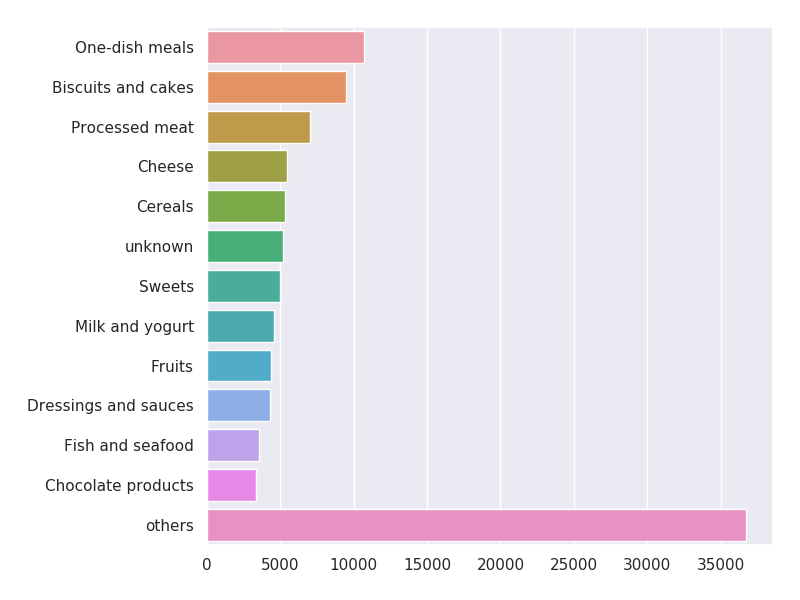 One-dish meals
Biscuits and cakes
Processed meat
Cheese
Cereals
unknown
Sweets
Milk and yogurt
Fruits
Dressings and sauces
Fish and seafood
Chocolate products
others
0 5000 10000 15000 20000 25000 30000 35000